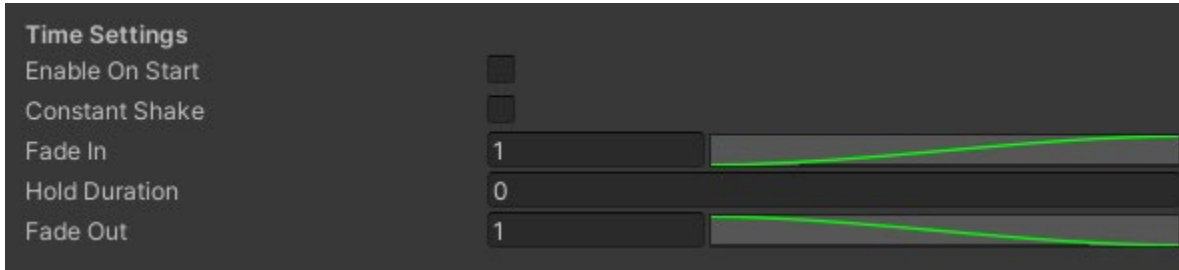 Time Settings
Enable On Start
Constant Shake
Fade In 1
Hold Duration 0
Fade Out 1